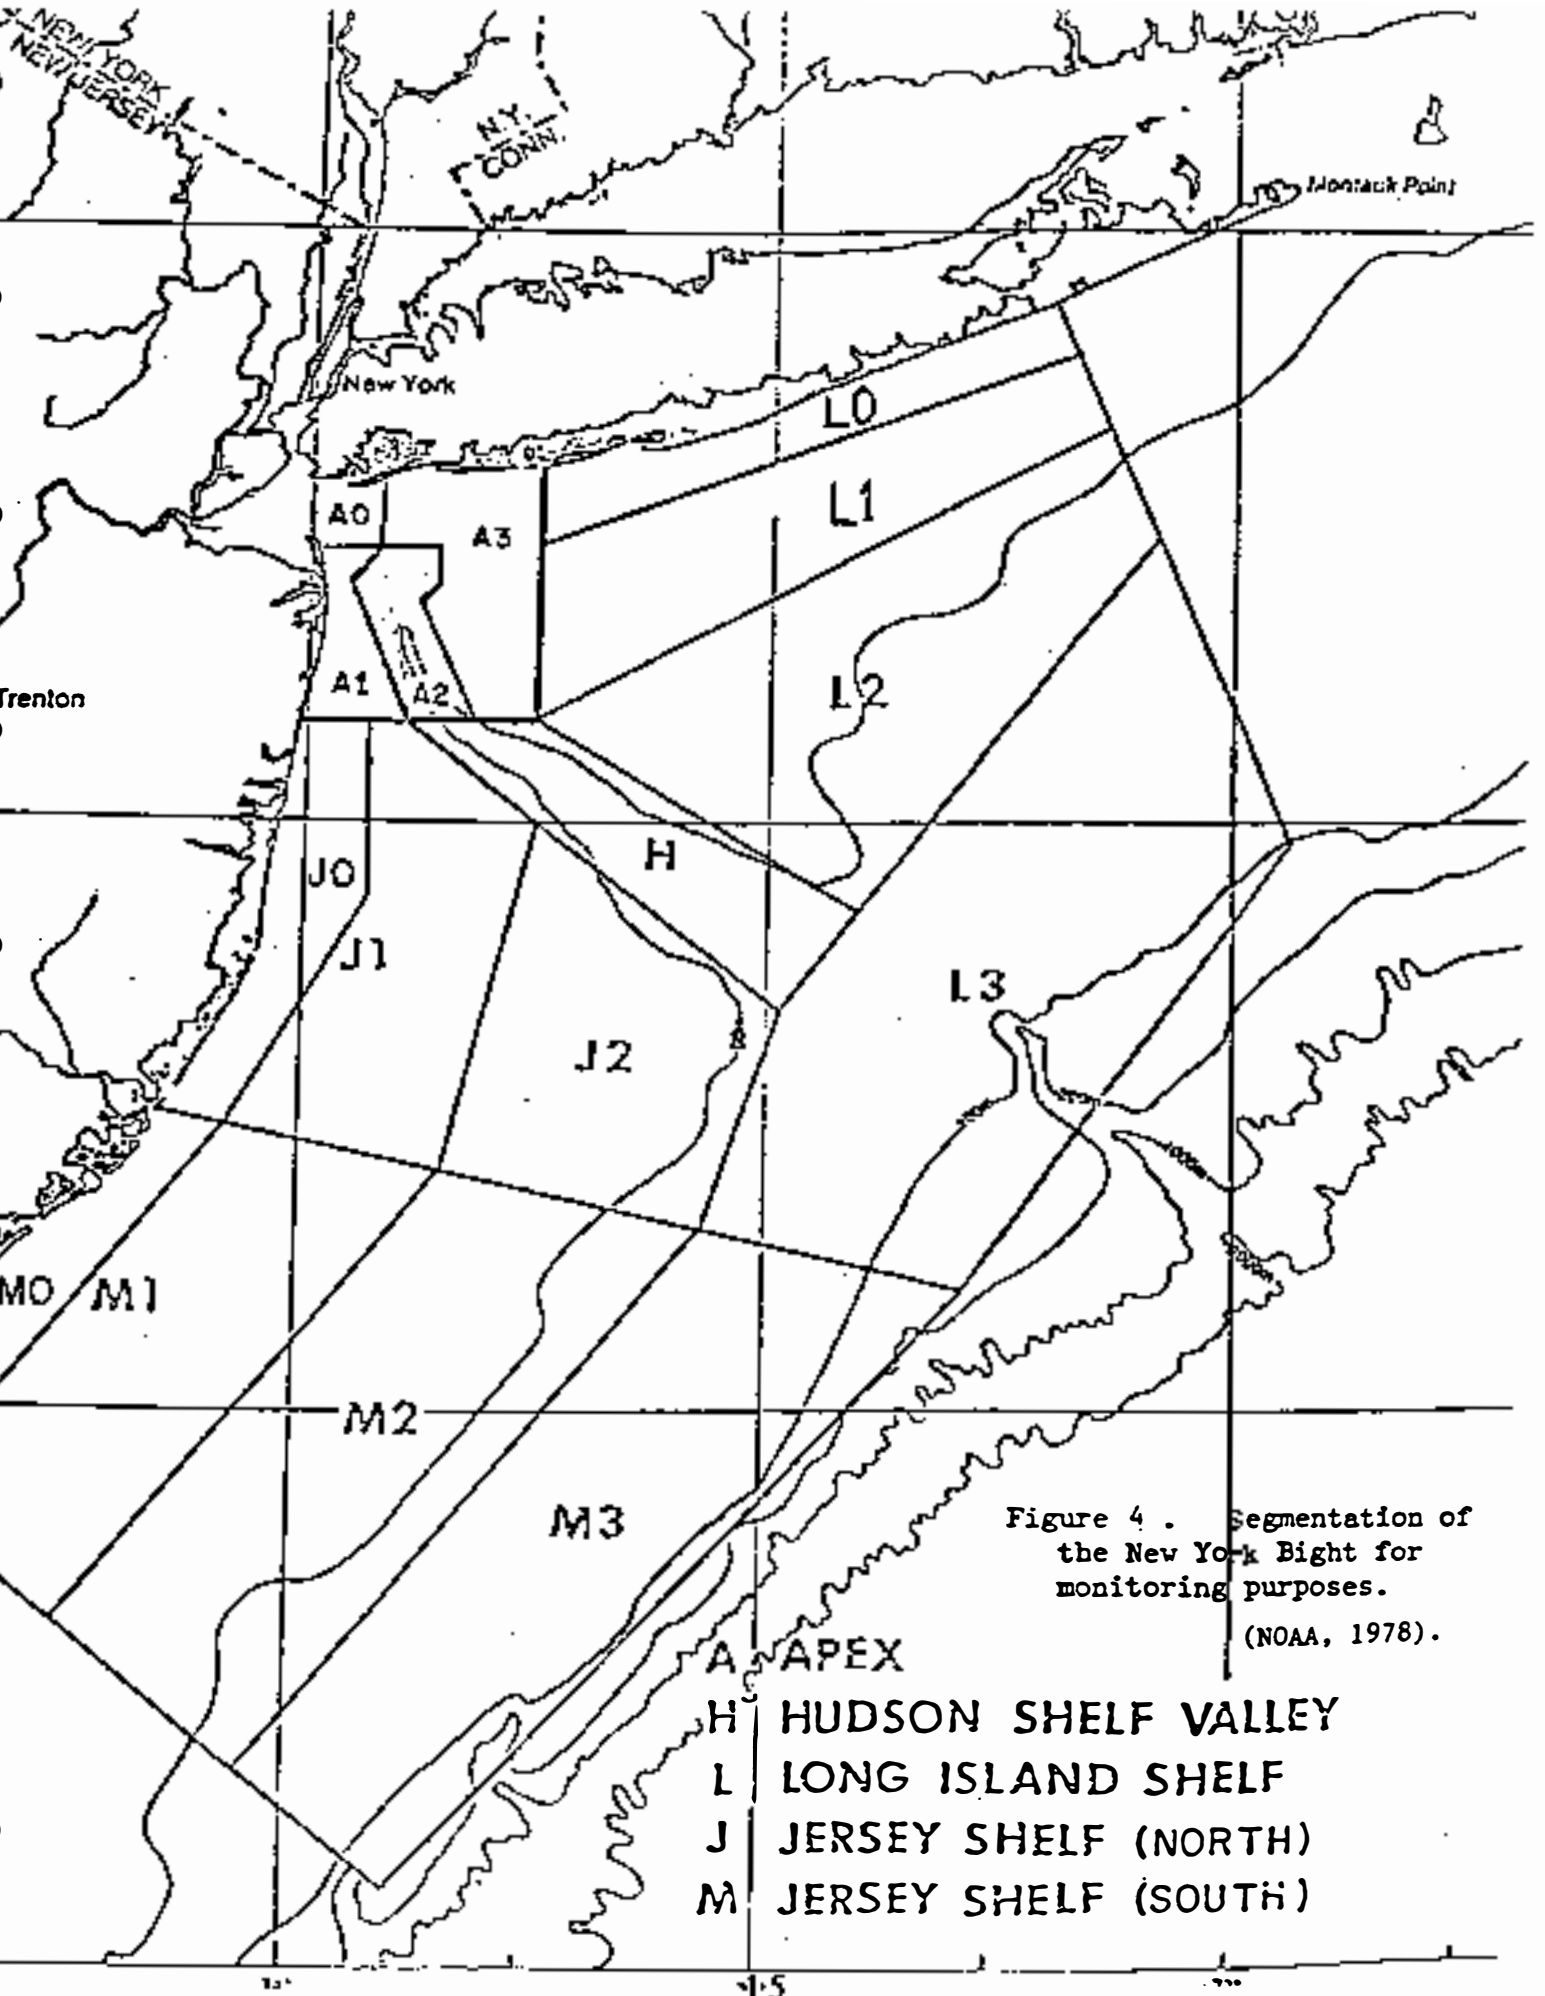 NEW YORK
NEW JERSEY
N.Y.
CONN.
Montauk Point
New York
L0
A0
A3
L1
Trenton
A1
A2
L2
H
J0
J1
L3
J2
M0
M1
M2
M3
Figure 4 . Segmentation of
the New York Bight for
monitoring purposes.
(NOAA, 1978).
A APEX
H HUDSON SHELF VALLEY
L LONG ISLAND SHELF
J JERSEY SHELF (NORTH)
M JERSEY SHELF (SOUTH)